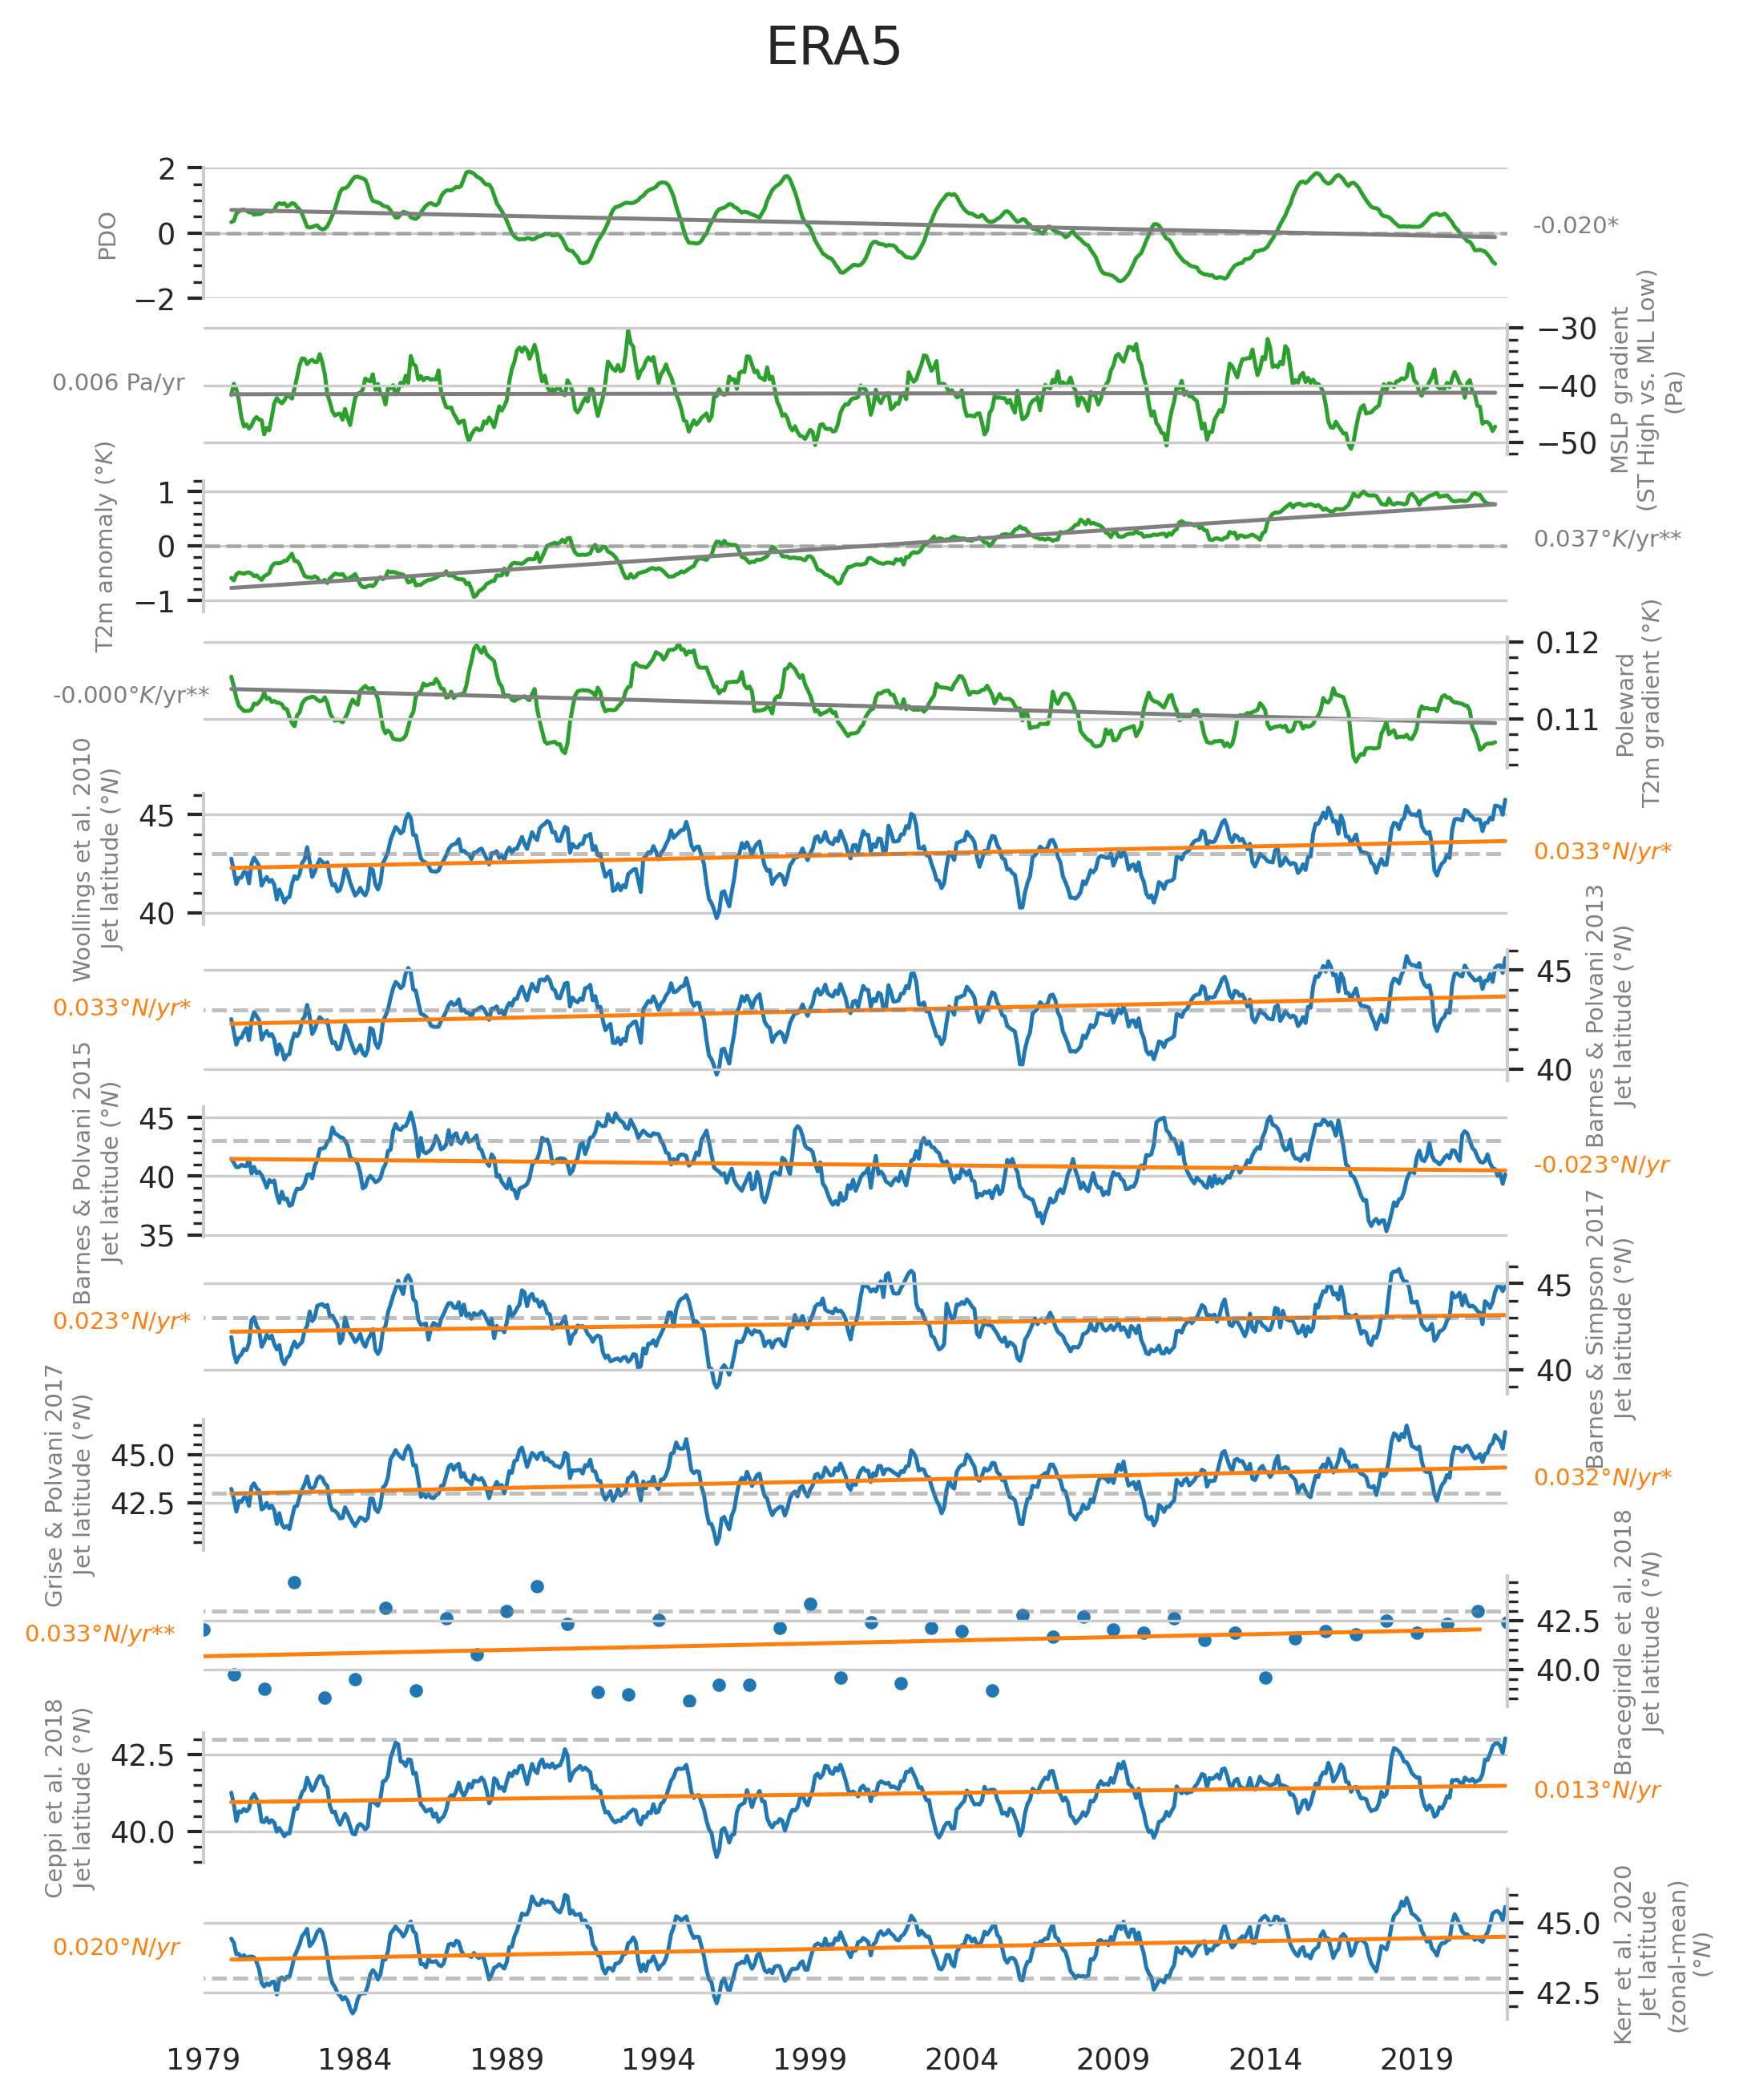 ERA5
PDO
2
0
−2
-0.020*
0.006 Pa/yr
−30
−40
−50
MSLP gradient
(ST High vs. ML Low)
(Pa)
T2m anomaly (°K)
1
0
−1
0.037°K/yr**
-0.000°K/yr**
0.12
0.11
Poleward
T2m gradient (°K)
Woollings et al. 2010
Jet latitude (°N)
45
40
0.033°N/yr*
0.033°N/yr*
45
40
Barnes & Polvani 2013
Jet latitude (°N)
Barnes & Polvani 2015
Jet latitude (°N)
45
40
35
-0.023°N/yr
0.023°N/yr*
45
40
Barnes & Simpson 2017
Jet latitude (°N)
Grise & Polvani 2017
Jet latitude (°N)
45.0
42.5
0.032°N/yr*
0.033°N/yr**
42.5
40.0
Bracegirdle et al. 2018
Jet latitude (°N)
Ceppi et al. 2018
Jet latitude (°N)
42.5
40.0
0.013°N/yr
0.020°N/yr
45.0
42.5
Kerr et al. 2020
Jet latitude
(zonal-mean)
(°N)
1979 1984 1989 1994 1999 2004 2009 2014 2019